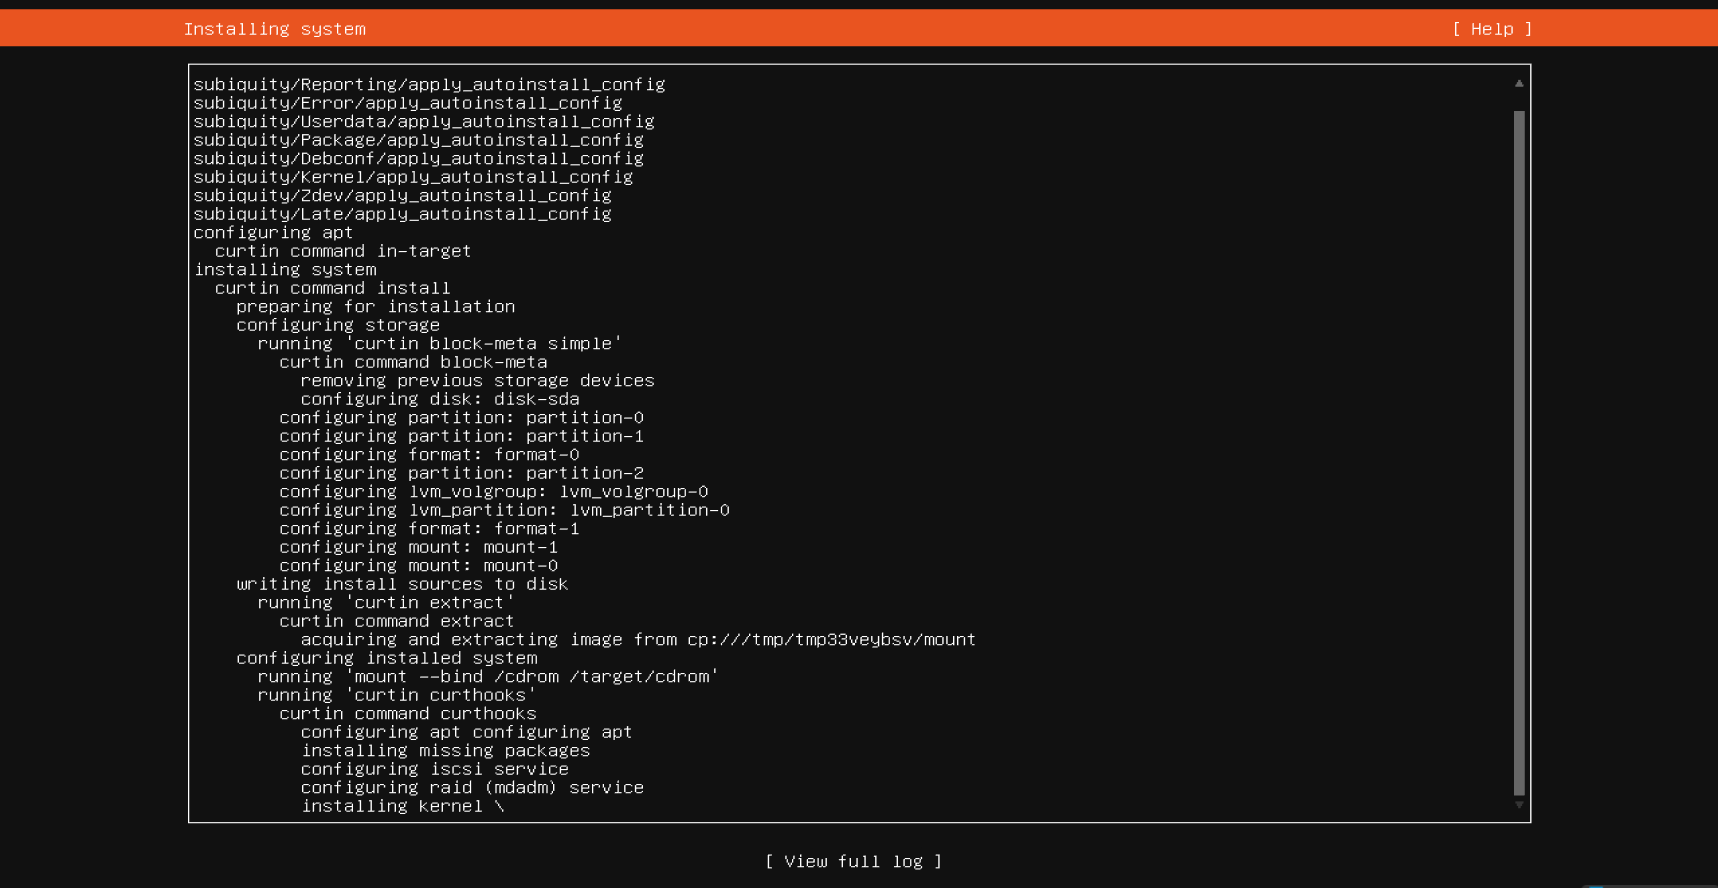 Installing system [ Help ]
subiquity/Reporting/apply_autoinstall_config
subiquity/Error/apply_autoinstall_config
subiquity/Userdata/apply_autoinstall_config
subiquity/Package/apply_autoinstall_config
subiquity/Debconf/apply_autoinstall_config
subiquity/Kernel/apply_autoinstall_config
subiquity/Zdev/apply_autoinstall_config
subiquity/Late/apply_autoinstall_config
configuring apt
  curtin command in-target
installing system
  curtin command install
    preparing for installation
    configuring storage
      running 'curtin block-meta simple'
        curtin command block-meta
          removing previous storage devices
          configuring disk: disk-sda
        configuring partition: partition-0
        configuring partition: partition-1
        configuring format: format-0
        configuring partition: partition-2
        configuring lvm_volgroup: lvm_volgroup-0
        configuring lvm_partition: lvm_partition-0
        configuring format: format-1
        configuring mount: mount-1
        configuring mount: mount-0
    writing install sources to disk
      running 'curtin extract'
        curtin command extract
          acquiring and extracting image from cp:///tmp/tmp33veybsv/mount
    configuring installed system
      running 'mount --bind /cdrom /target/cdrom'
      running 'curtin curthooks'
        curtin command curthooks
          configuring apt configuring apt
          installing missing packages
          configuring iscsi service
          configuring raid (mdadm) service
          installing kernel \
[ View full log ]